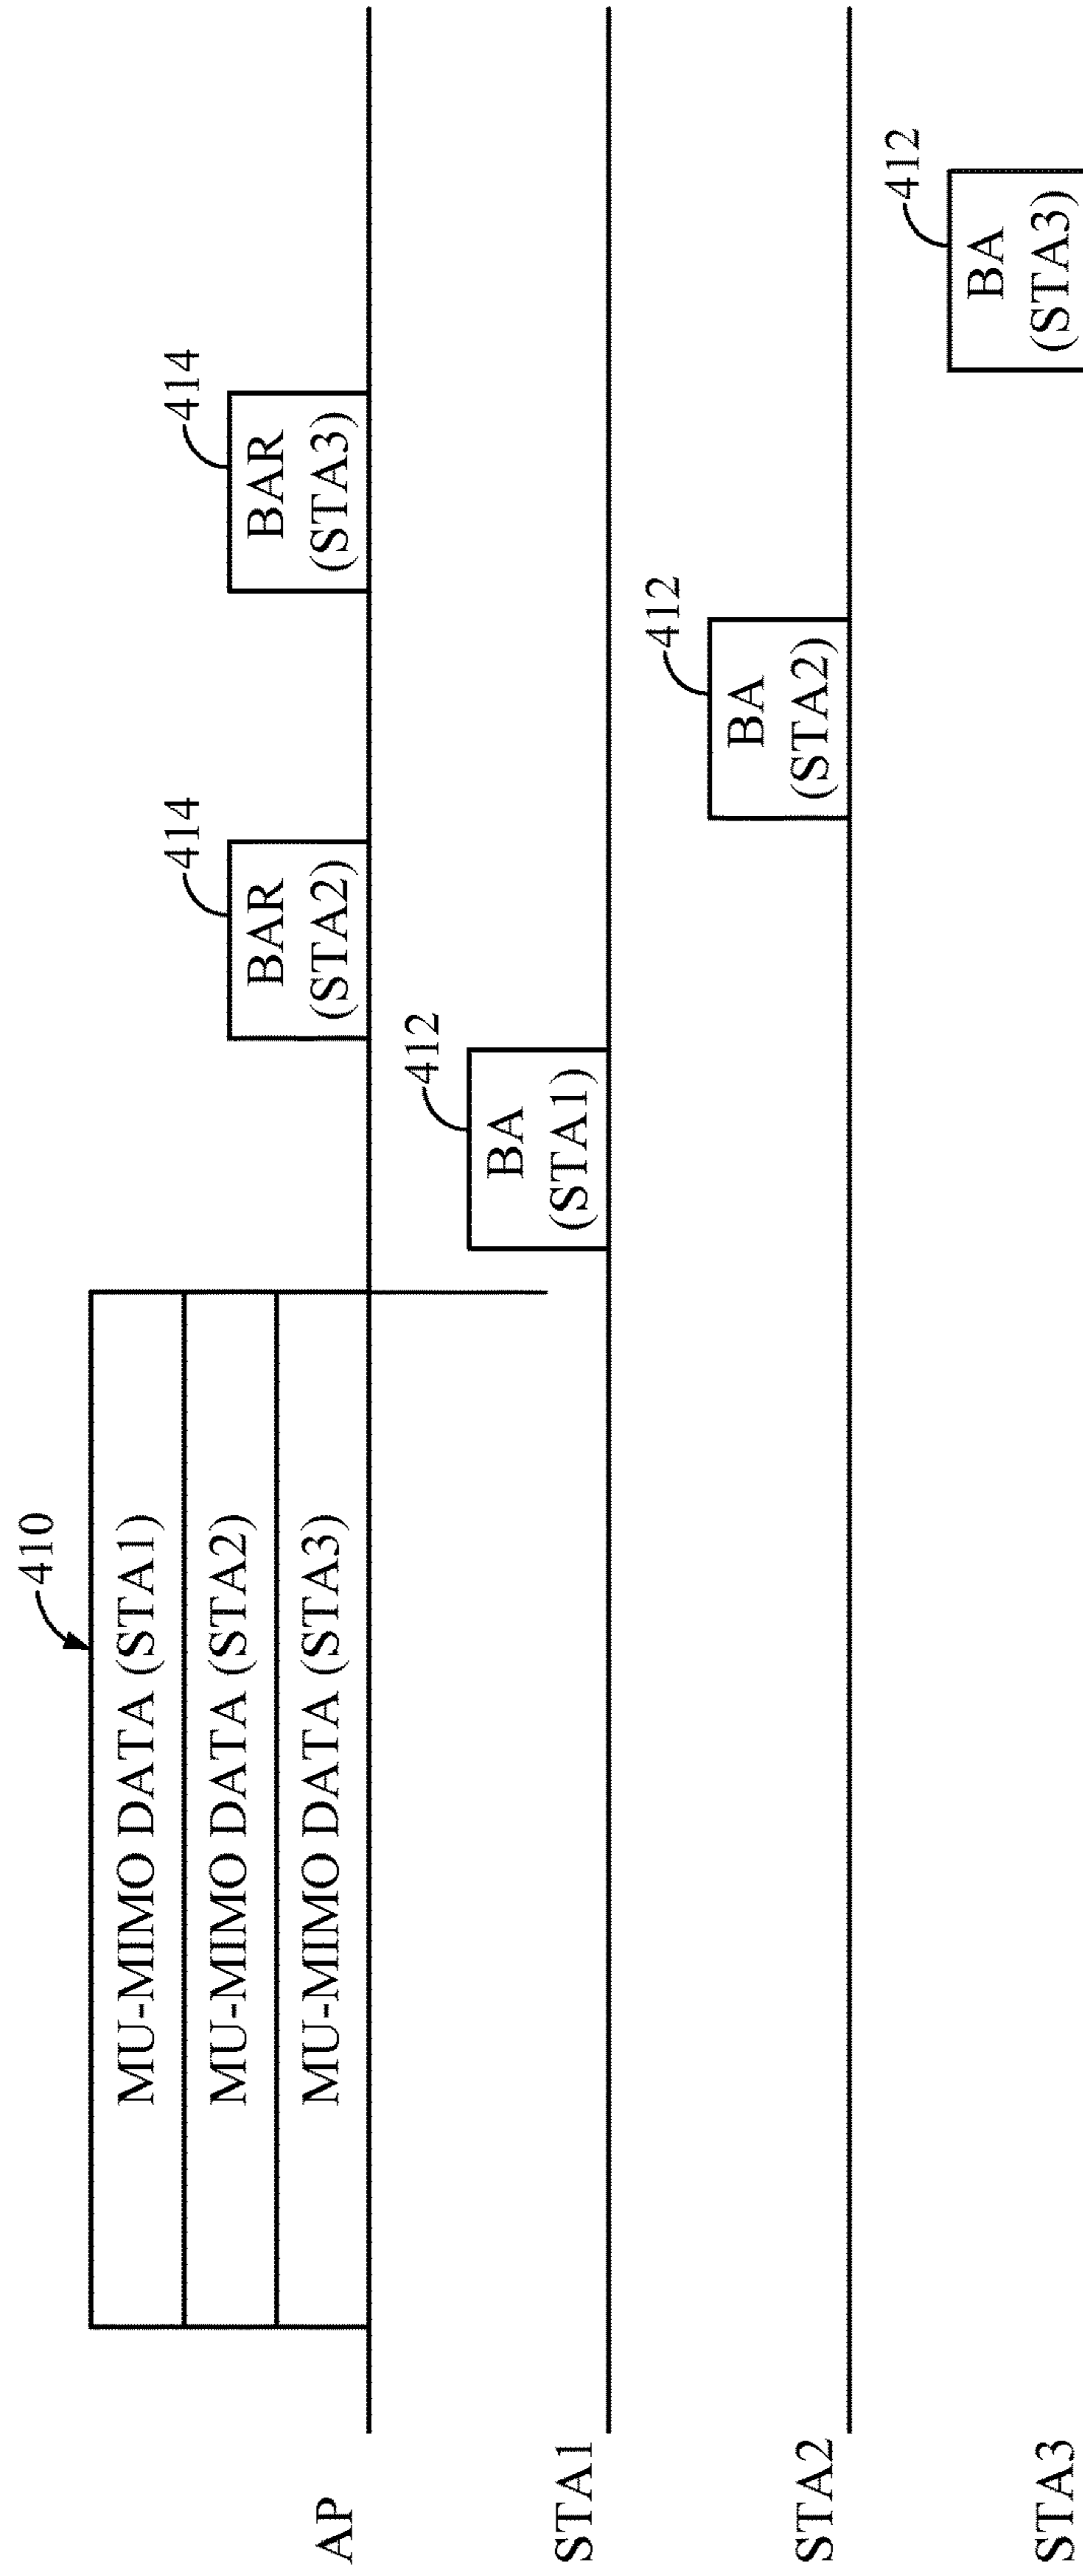 410
MU-MIMO DATA (STA1)
MU-MIMO DATA (STA2)
MU-MIMO DATA (STA3)
414
BAR
(STA2)
414
BAR
(STA3)
AP
412
BA
(STA1)
STA1
412
BA
(STA2)
STA2
412
BA
(STA3)
STA3